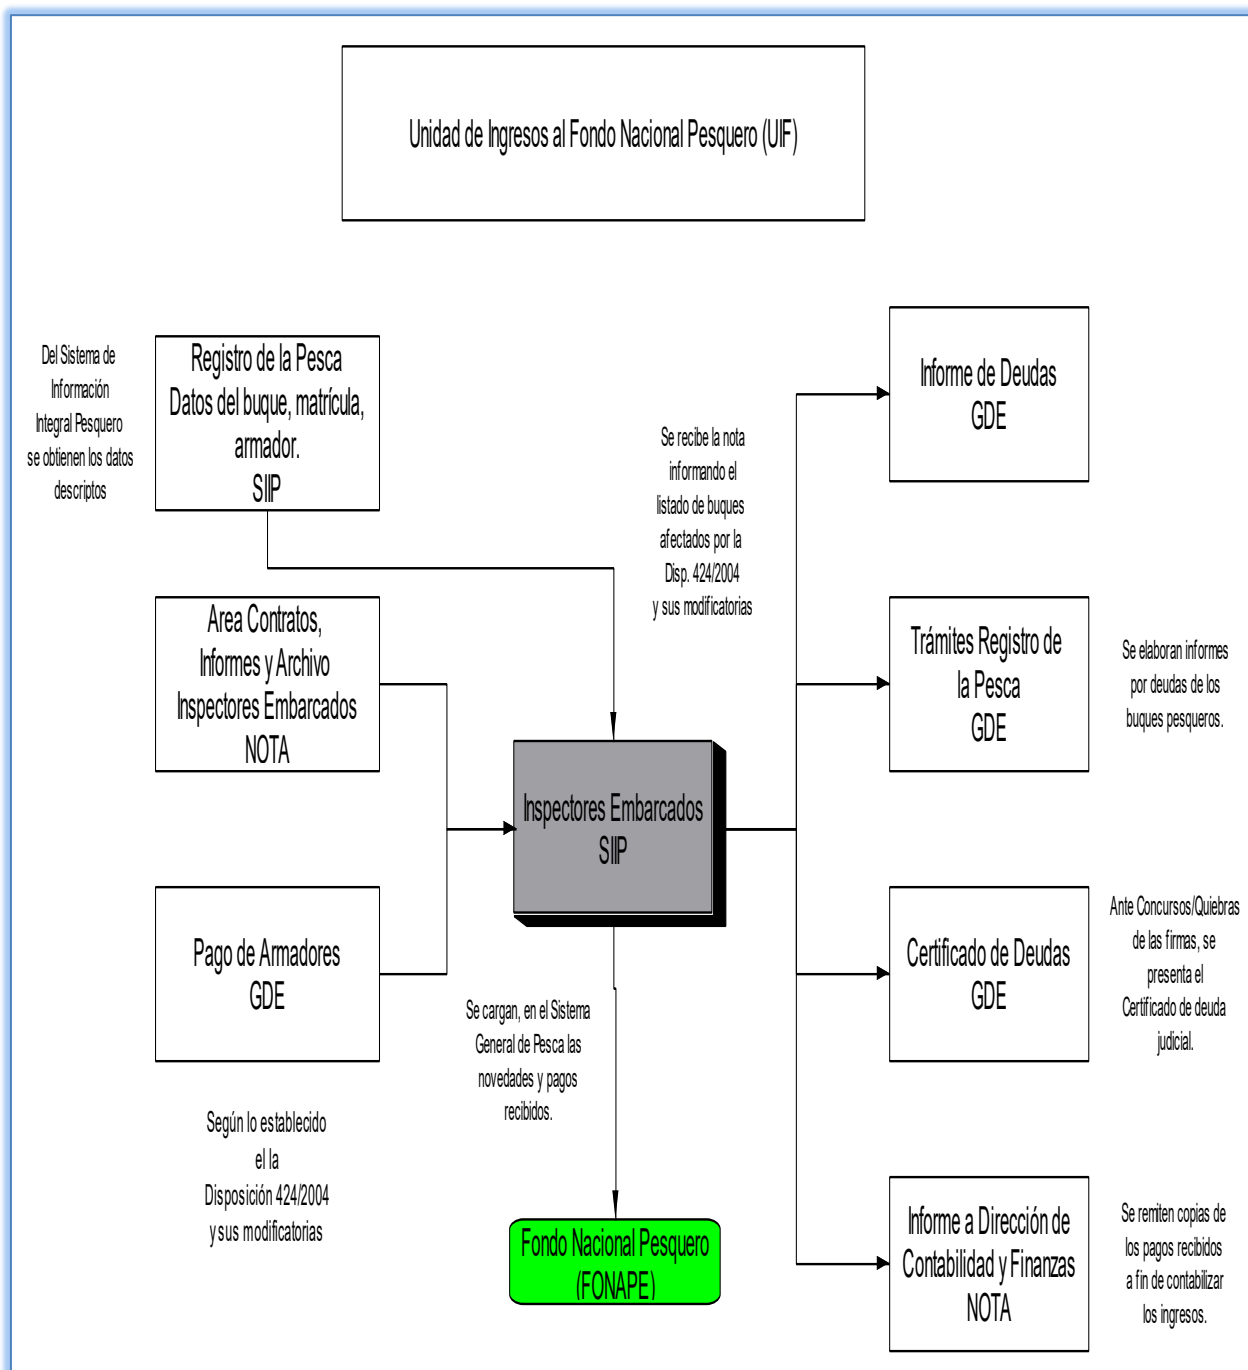 Unidad de Ingresos al Fondo Nacional Pesquero (UIF)
Del Sistema de
Información
Integral Pesquero
se obtienen los datos
descriptos
Registro de la Pesca
Datos del buque, matrícula,
armador.
SIIP
Se recibe la nota
informando el
listado de buques
afectados por la
Disp. 424/2004
y sus modificatorias
Informe de Deudas
GDE
Area Contratos,
Informes y Archivo
Inspectores Embarcados
NOTA
Trámites Registro de
la Pesca
GDE
Se elaboran informes
por deudas de los
buques pesqueros.
Inspectores Embarcados
SIIP
Pago de Armadores
GDE
Certificado de Deudas
GDE
Ante Concursos/Quiebras
de las firmas, se
presenta el
Certificado de deuda
judicial.
Se cargan, en el Sistema
General de Pesca las
novedades y pagos
recibidos.
Según lo establecido
el la
Disposición 424/2004
y sus modificatorias
Fondo Nacional Pesquero
(FONAPE)
Informe a Dirección de
Contabilidad y Finanzas
NOTA
Se remiten copias de
los pagos recibidos
a fin de contabilizar
los ingresos.